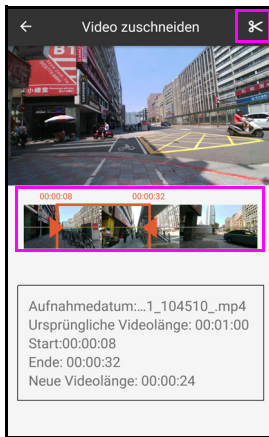 Video zuschneiden
00:00:08 00:00:32
Aufnahmedatum:...1_104510_.mp4
Ursprüngliche Videolänge: 00:01:00
Start:00:00:08
Ende: 00:00:32
Neue Videolänge: 00:00:24